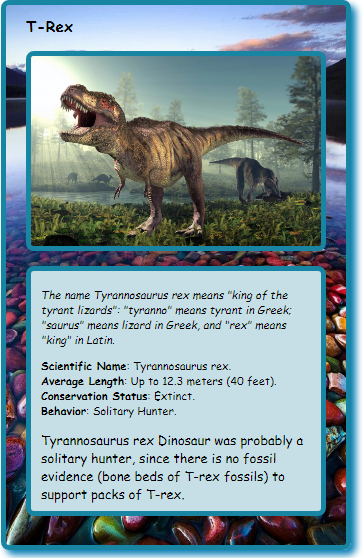 T-Rex
The name Tyrannosaurus rex means "king of the
tyrant lizards": "tyranno" means tyrant in Greek;
"saurus" means lizard in Greek, and "rex" means
"king" in Latin.
Scientific Name: Tyrannosaurus rex.
Average Length: Up to 12.3 meters (40 feet).
Conservation Status: Extinct.
Behavior: Solitary Hunter.
Tyrannosaurus rex Dinosaur was probably a
solitary hunter, since there is no fossil
evidence (bone beds of T-rex fossils) to
support packs of T-rex.